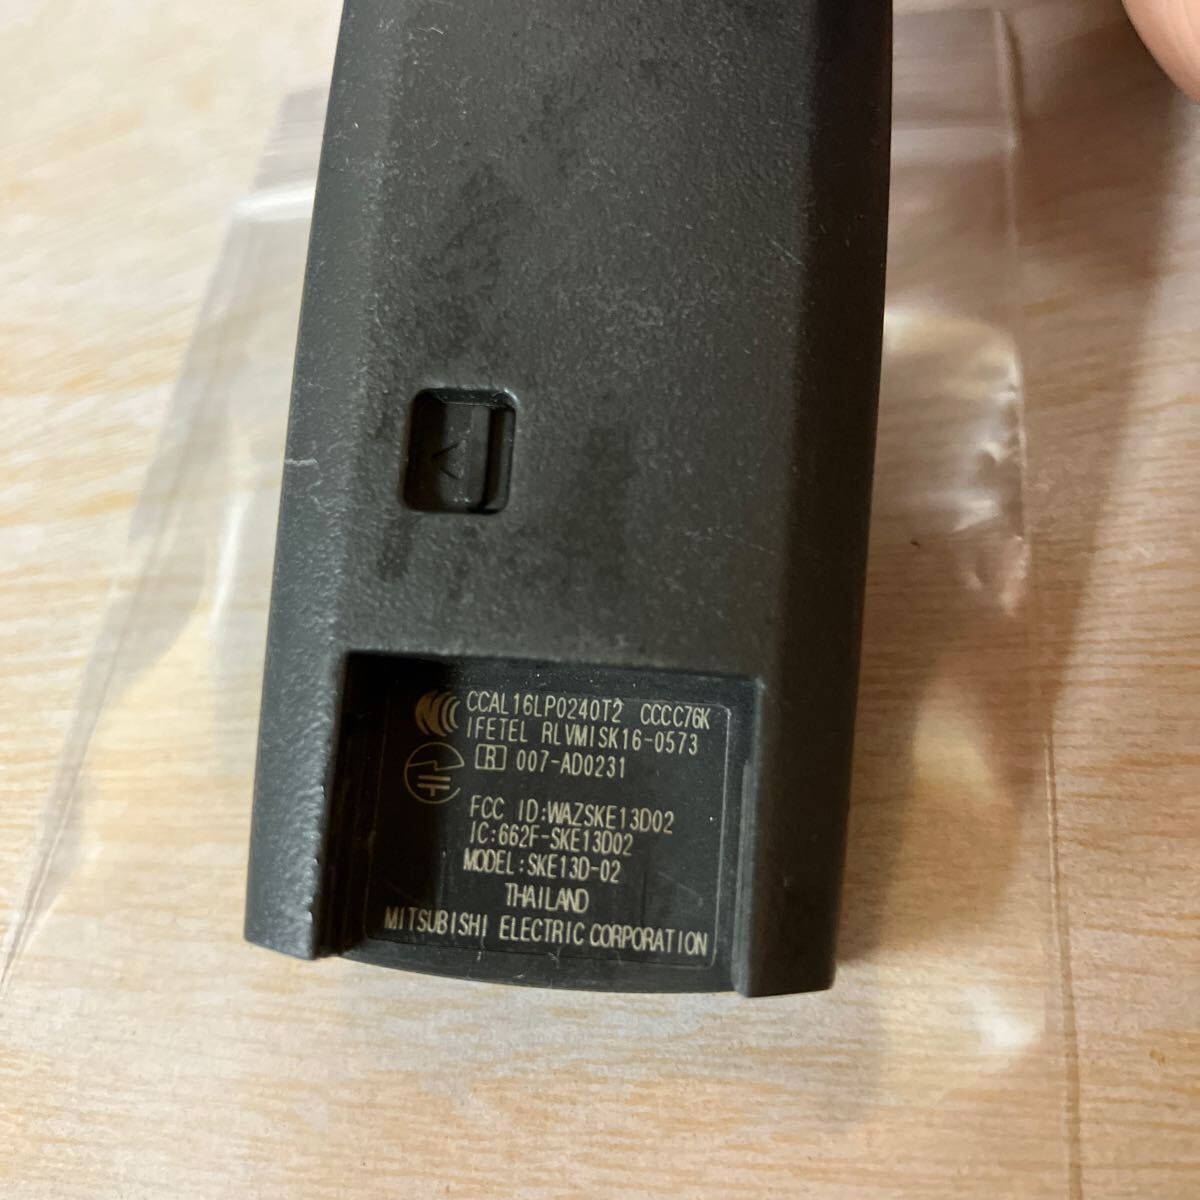 CCAL16LP0240T2 CCCC76K
IFETEL RLVMISK16-0573
R 007-AD0231
FCC ID:WAZSKE13D02
IC:662F-SKE13D02
MODEL:SKE13D-02
THAILAND
MITSUBISHI ELECTRIC CORPORATION